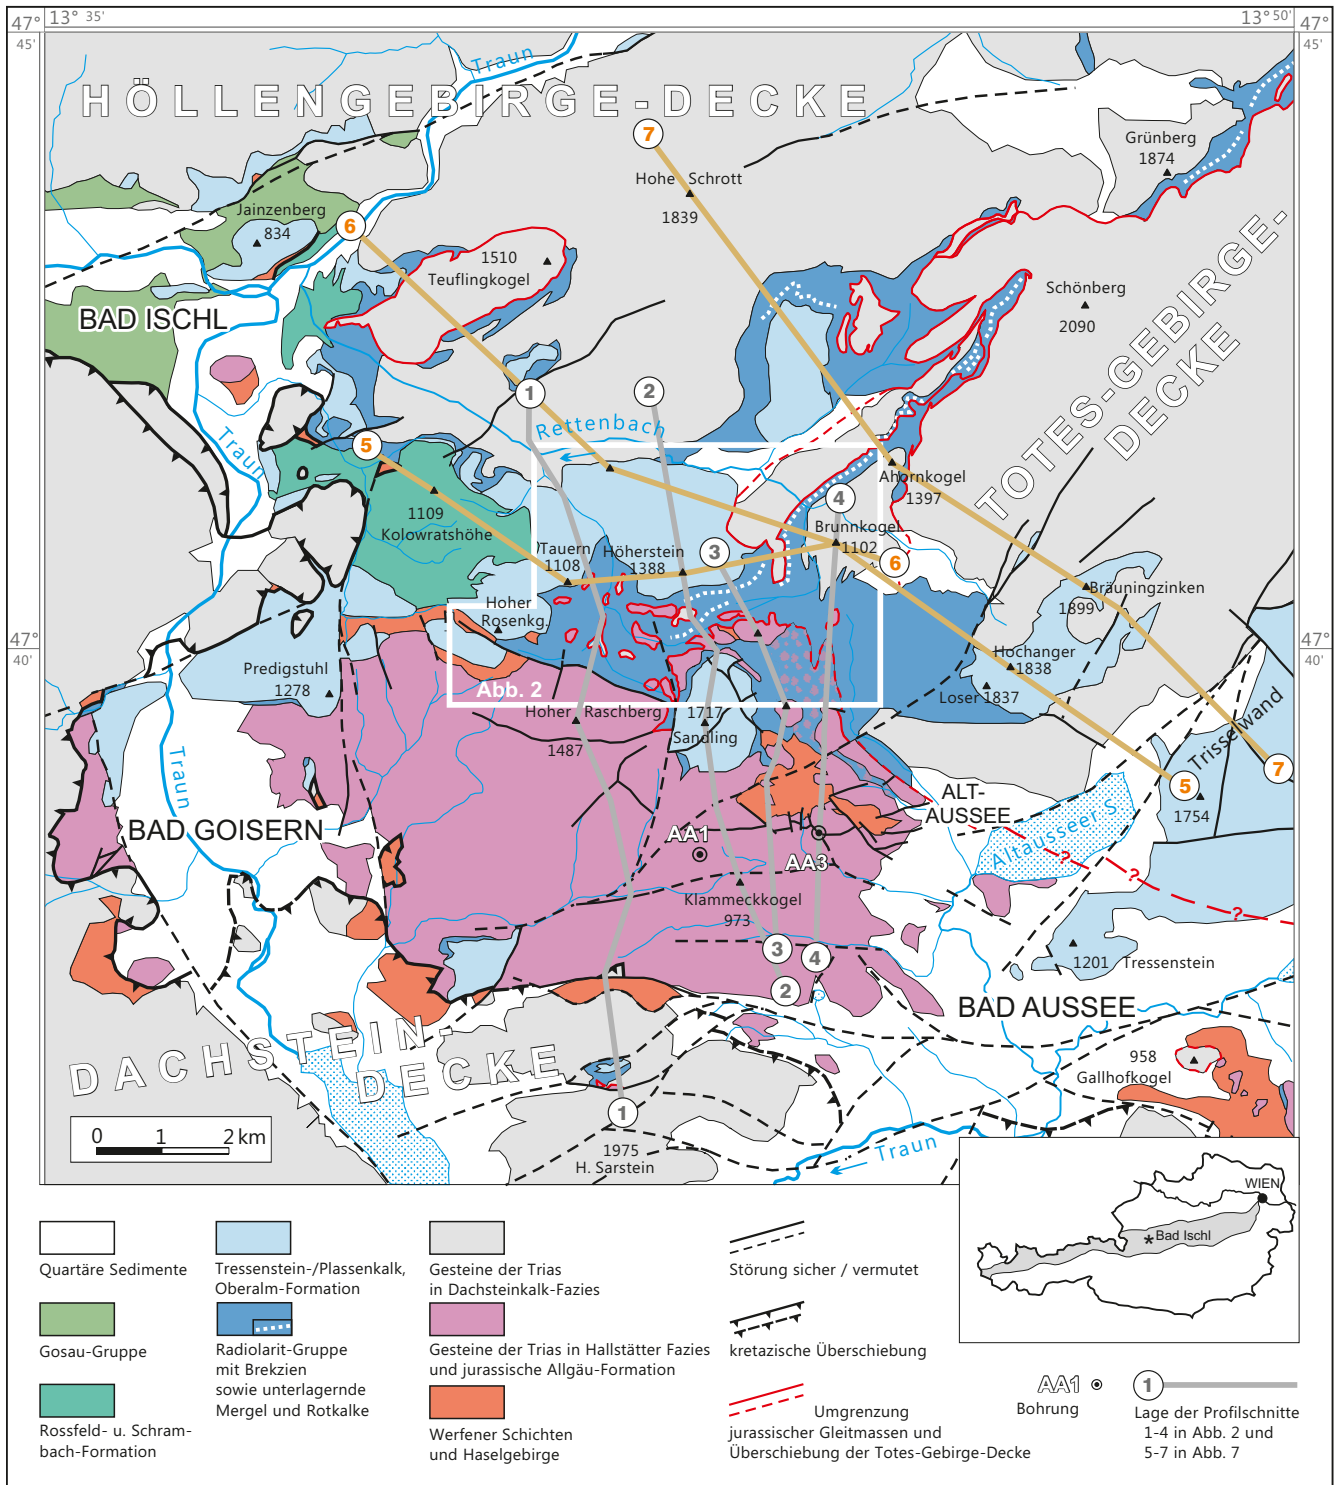 47° 13° 35' 13° 50' 47°
45' 45'
Traun
HÖLLENGEBIRGE-DECKE
7
Grünberg
1874
Hohe Schrott
1839
Jainzenberg
834
6
1510
Teuflingkogel
Schönberg
2090
TOTES-GEBIRGE-
DECKE
BAD ISCHL
1
2
Rettenbach
Traun
5
Ahornkogel
1397
4
1109
Kolowratshöhe
Brunnkogel
1102
Tauern
1108
Höherstein
1388
3
6
Bräuningzinken
1899
Hoher
Rosenkg.
47°
40'
47°
40'
Predigstuhl
1278
Hochanger
1838
Loser 1837
Abb. 2
Hoher Raschberg
1487
1717
Sandling
Trisselwand
7
5
1754
Traun
ALT-
AUSSEE
Altausseer S.
BAD GOISERN
AA1
AA3
? ? ?
Klammeckkogel
973
3
4
2
1201 Tressenstein
BAD AUSSEE
DACHSTEIN-
DECKE
958
Gallhofkogel
1
1975
H. Sarstein
Traun
0 1 2 km
WIEN
* Bad Ischl
Quartäre Sedimente
Gosau-Gruppe
Rossfeld- u. Schram-
bach-Formation
Tressenstein-/Plassenkalk,
Oberalm-Formation
Radiolarit-Gruppe
mit Brekzien
sowie unterlagernde
Mergel und Rotkalke
Gesteine der Trias
in Dachsteinkalk-Fazies
Gesteine der Trias in Hallstätter Fazies
und jurassische Allgäu-Formation
Werfener Schichten
und Haselgebirge
Störung sicher / vermutet
kretazische Überschiebung
Umgrenzung
jurassischer Gleitmassen und
Überschiebung der Totes-Gebirge-Decke
AA1
Bohrung
1
Lage der Profilschnitte
1-4 in Abb. 2 und
5-7 in Abb. 7